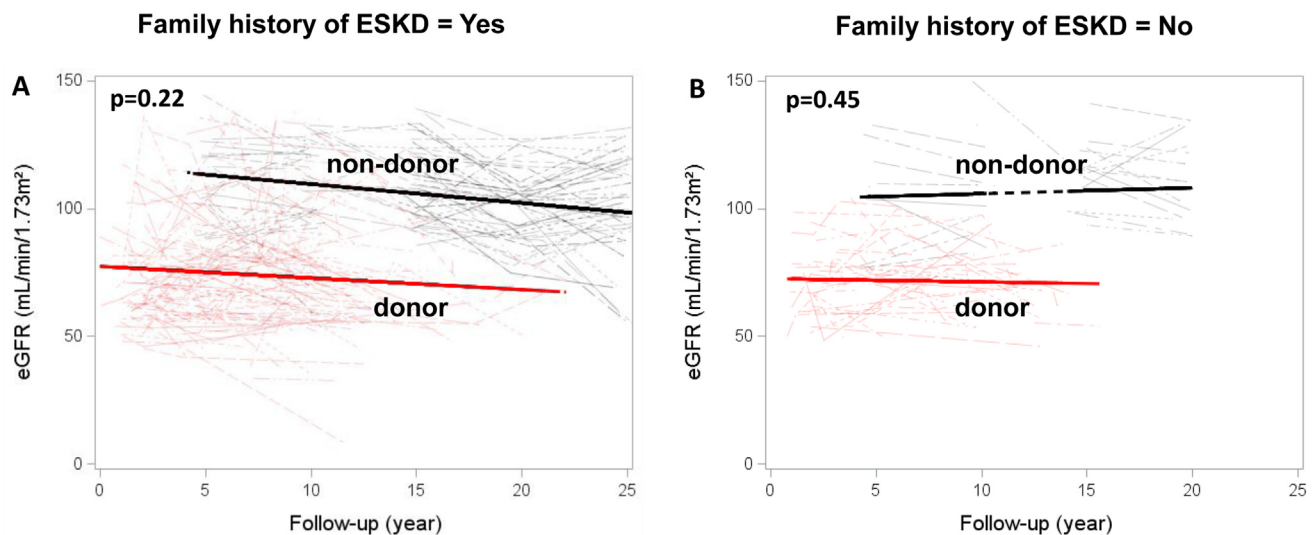 Family history of ESKD = Yes
A
p=0.22
150
100
50
0
eGFR (mL/min/1.73m²)
non-donor
donor
0 5 10 15 20 25
Follow-up (year)
Family history of ESKD = No
B
p=0.45
150
100
50
0
eGFR (mL/min/1.73m²)
non-donor
donor
0 5 10 15 20 25
Follow-up (year)